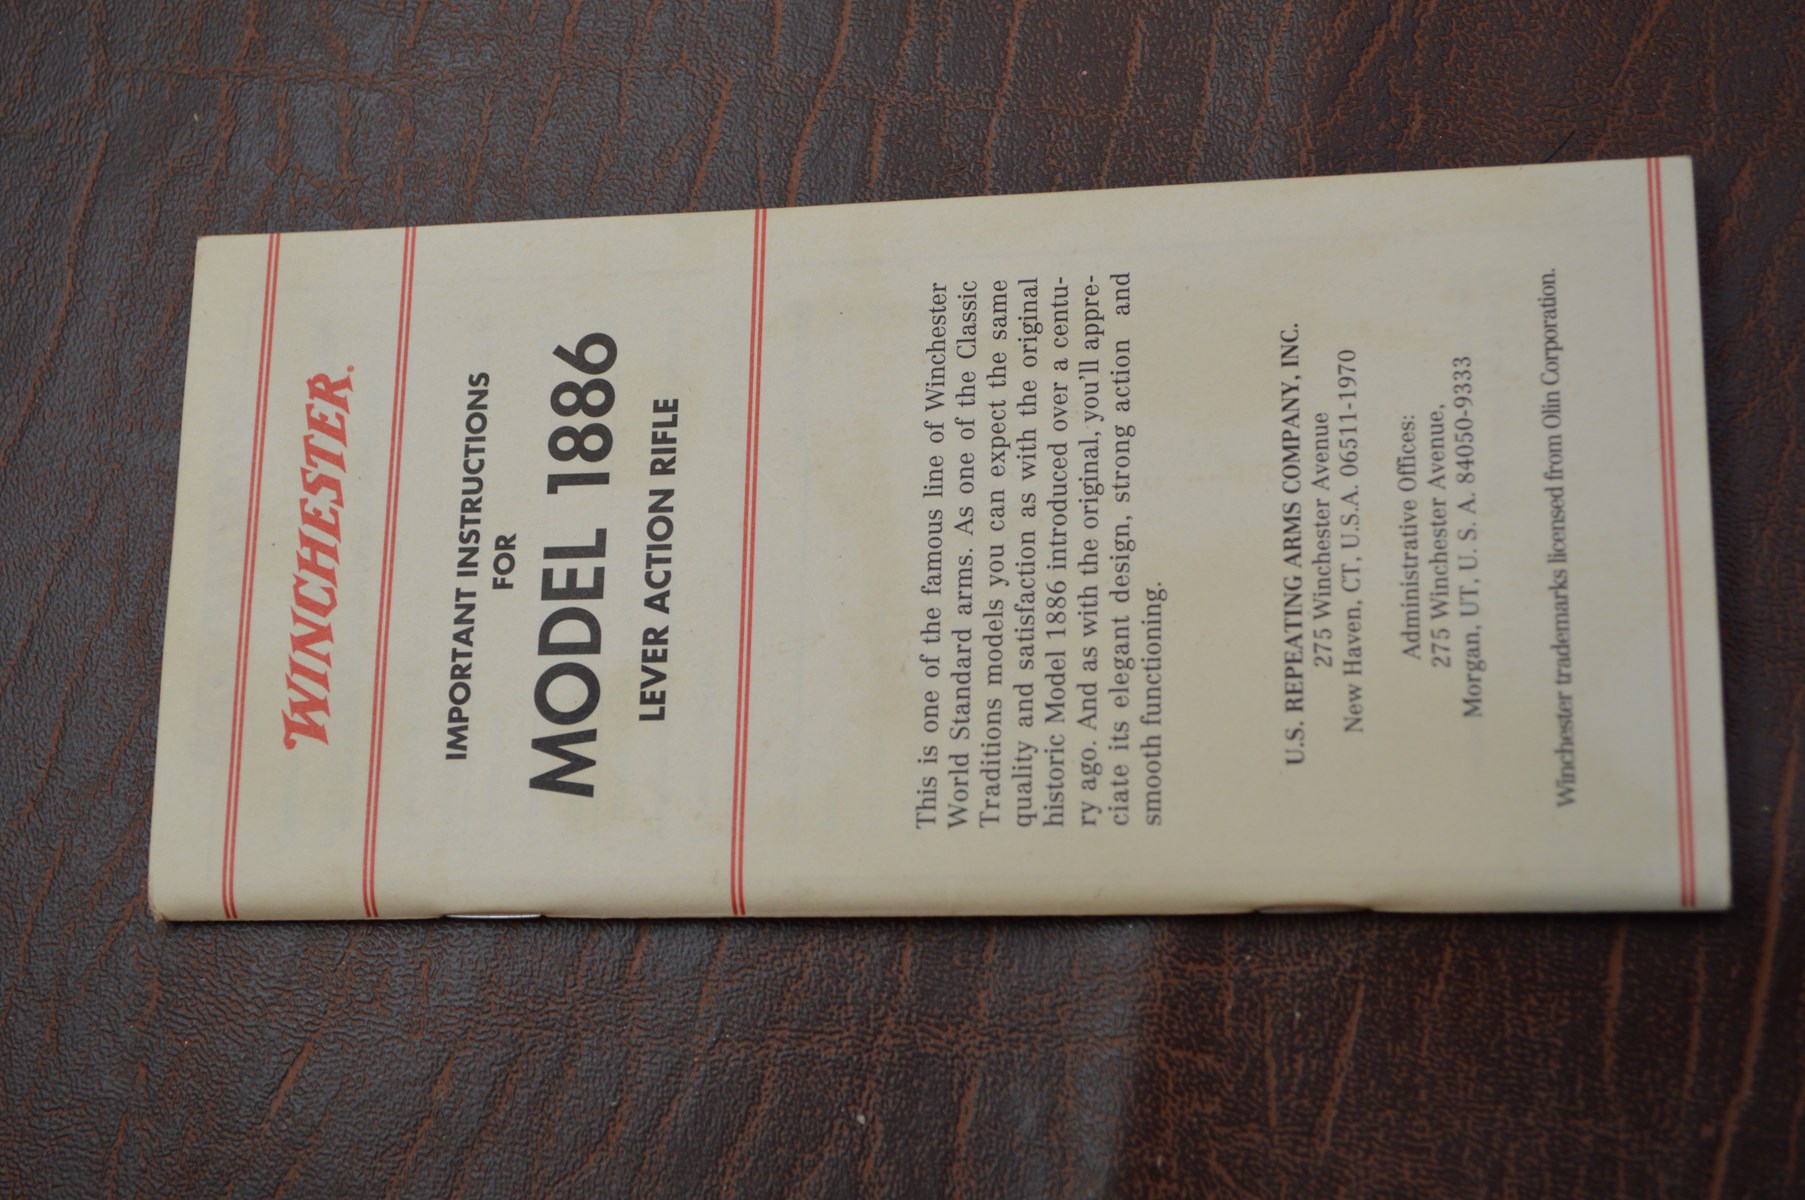 WINCHESTER.
IMPORTANT INSTRUCTIONS
FOR
MODEL 1886
LEVER ACTION RIFLE
This is one of the famous line of Winchester
World Standard arms. As one of the Classic
Traditions models you can expect the same
quality and satisfaction as with the original
historic Model 1886 introduced over a centu-
ry ago. And as with the original, you'll appre-
ciate its elegant design, strong action and
smooth functioning.
U.S. REPEATING ARMS COMPANY, INC.
275 Winchester Avenue
New Haven, CT, U.S.A. 06511-1970
Administrative Offices:
275 Winchester Avenue,
Morgan, UT, U. S. A. 84050-9333
Winchester trademarks licensed from Olin Corporation.